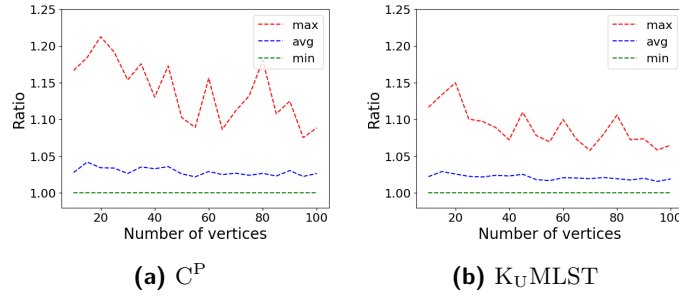 1.25
1.20
1.15
1.10
1.05
1.00
Ratio
20 40 60 80 100
Number of vertices
max
avg
min
(a) C^P
1.25
1.20
1.15
1.10
1.05
1.00
Ratio
20 40 60 80 100
Number of vertices
max
avg
min
(b) K_UMLST